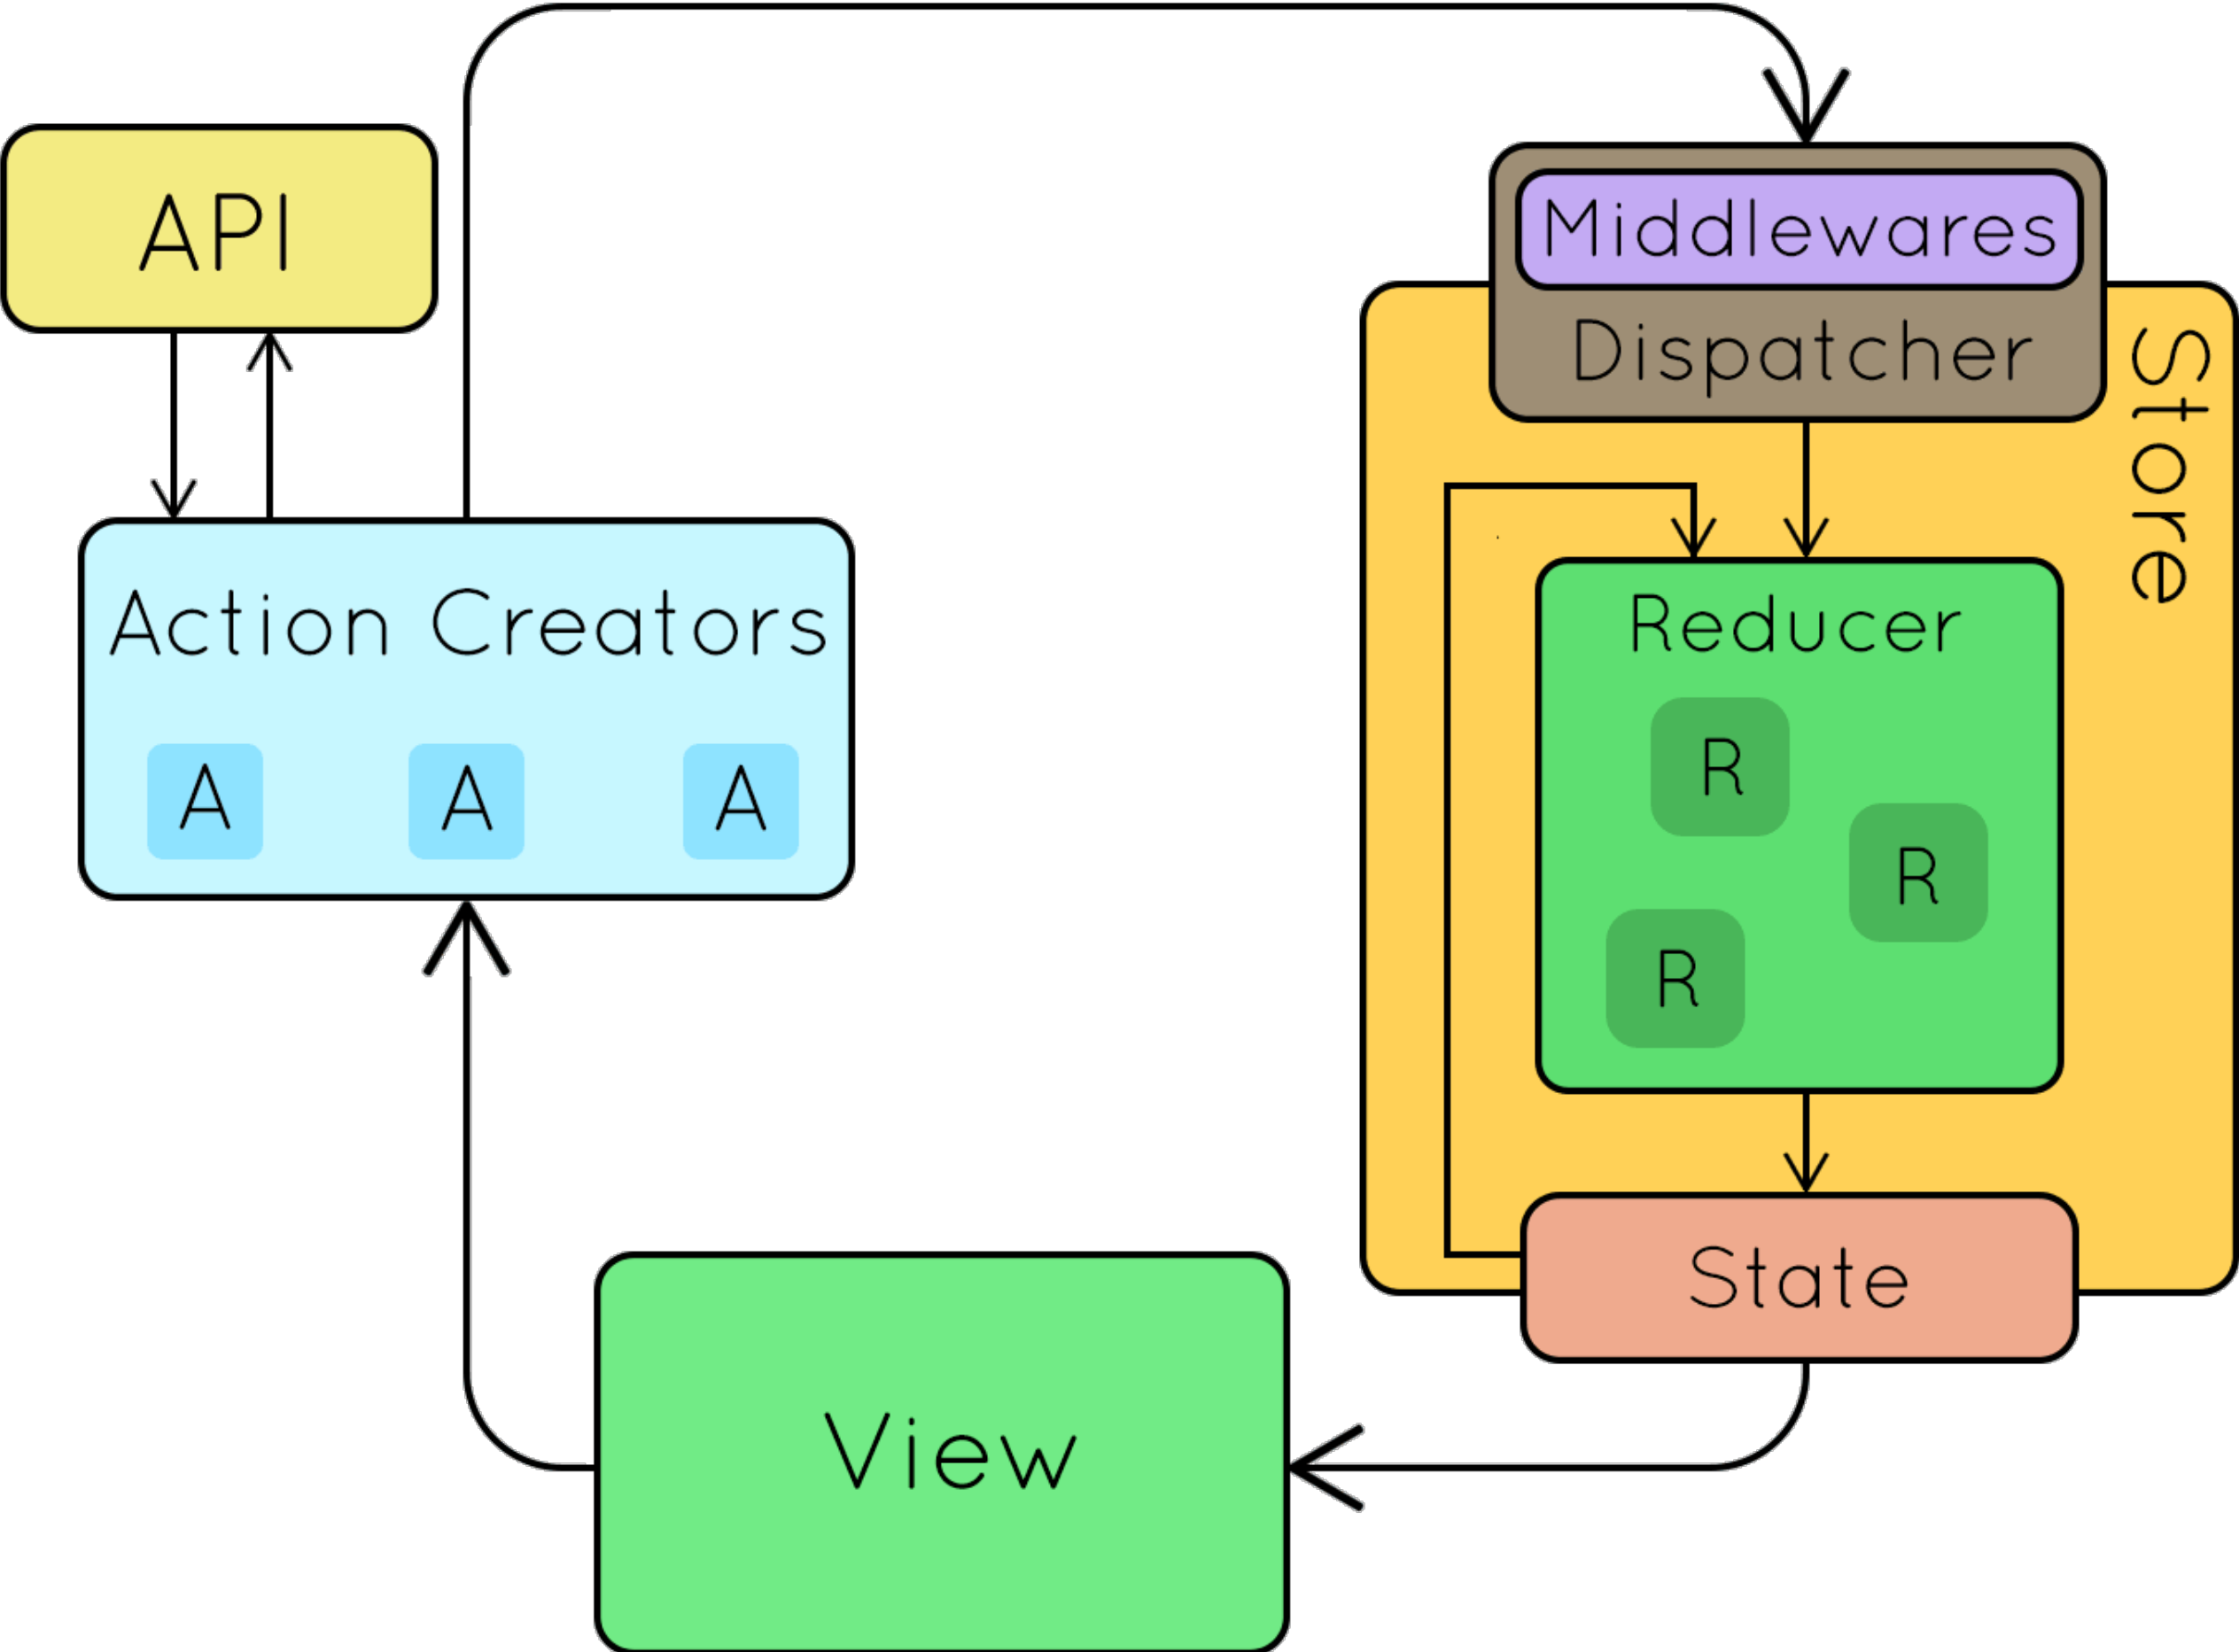 API
Middlewares
Dispatcher
Store
Action Creators
A
A
A
Reducer
R
R
R
State
View